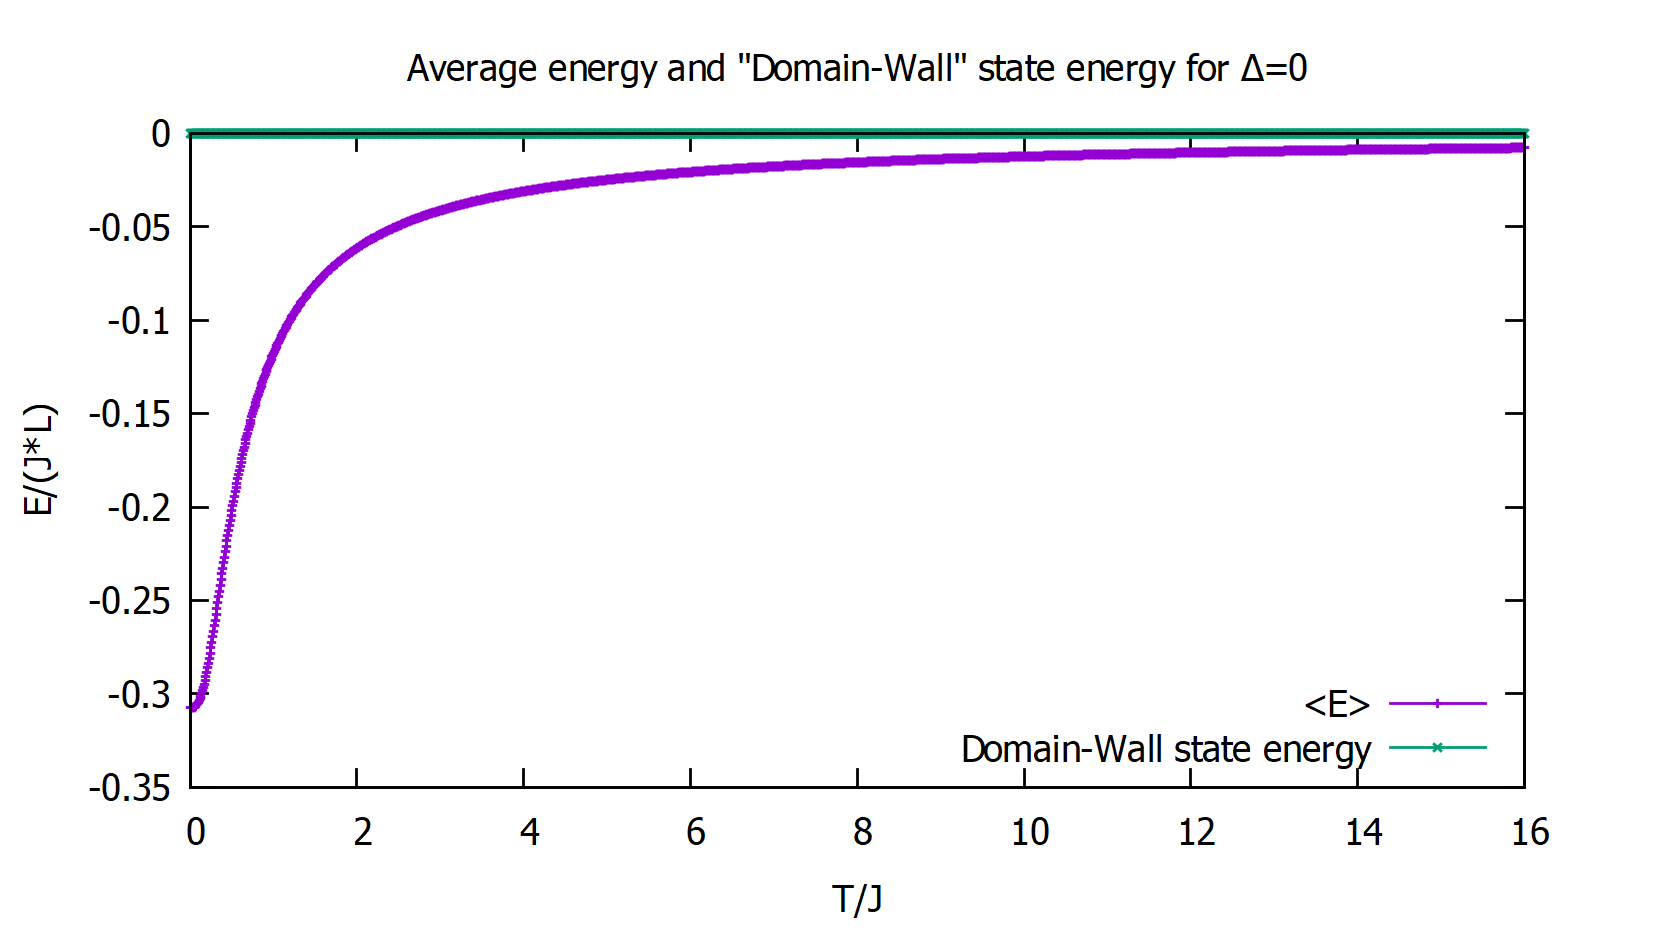 Average energy and "Domain-Wall" state energy for Δ=0
0
-0.05
-0.1
-0.15
-0.2
-0.25
-0.3
-0.35
E/(J*L)
<E>
Domain-Wall state energy
0 2 4 6 8 10 12 14 16
T/J